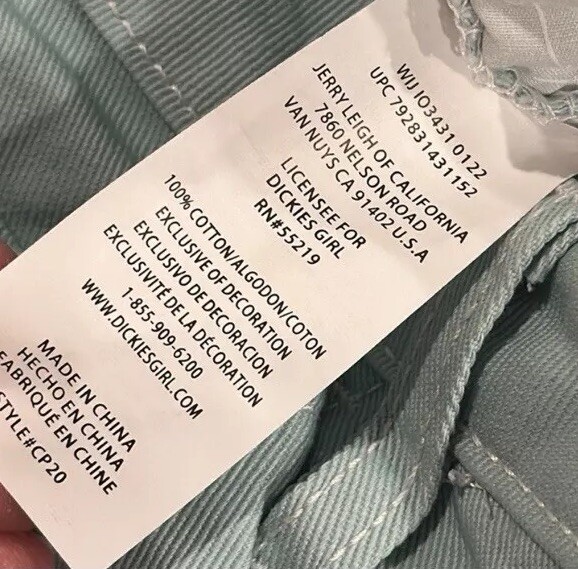 WIJ IO3431 0122
UPC 792831431152
JERRY LEIGH OF CALIFORNIA
7860 NELSON ROAD
VAN NUYS CA 91402 U.S.A
LICENSEE FOR
DICKIES GIRL
RN#55219
100% COTTON/ALGODON/COTON
EXCLUSIVE OF DECORATION
EXCLUSIVO DE DECORACION
EXCLUSIVITÉ DE LA DÉCORATION
1-855-909-6200
WWW.DICKIESGIRL.COM
MADE IN CHINA
HECHO EN CHINA
FABRIQUÉ EN CHINE
STYLE#CP20